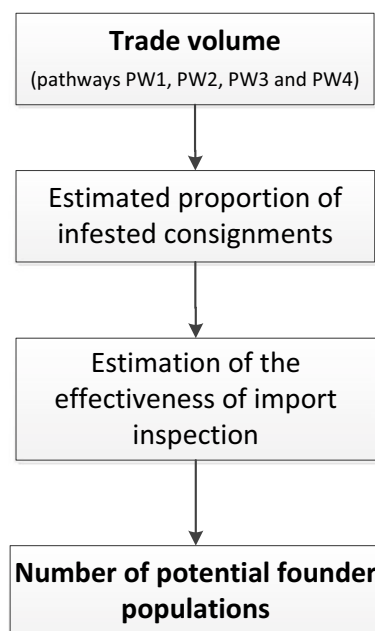 Trade volume
(pathways PW1, PW2, PW3 and PW4)
Estimated proportion of
infested consignments
Estimation of the
effectiveness of import
inspection
Number of potential founder
populations